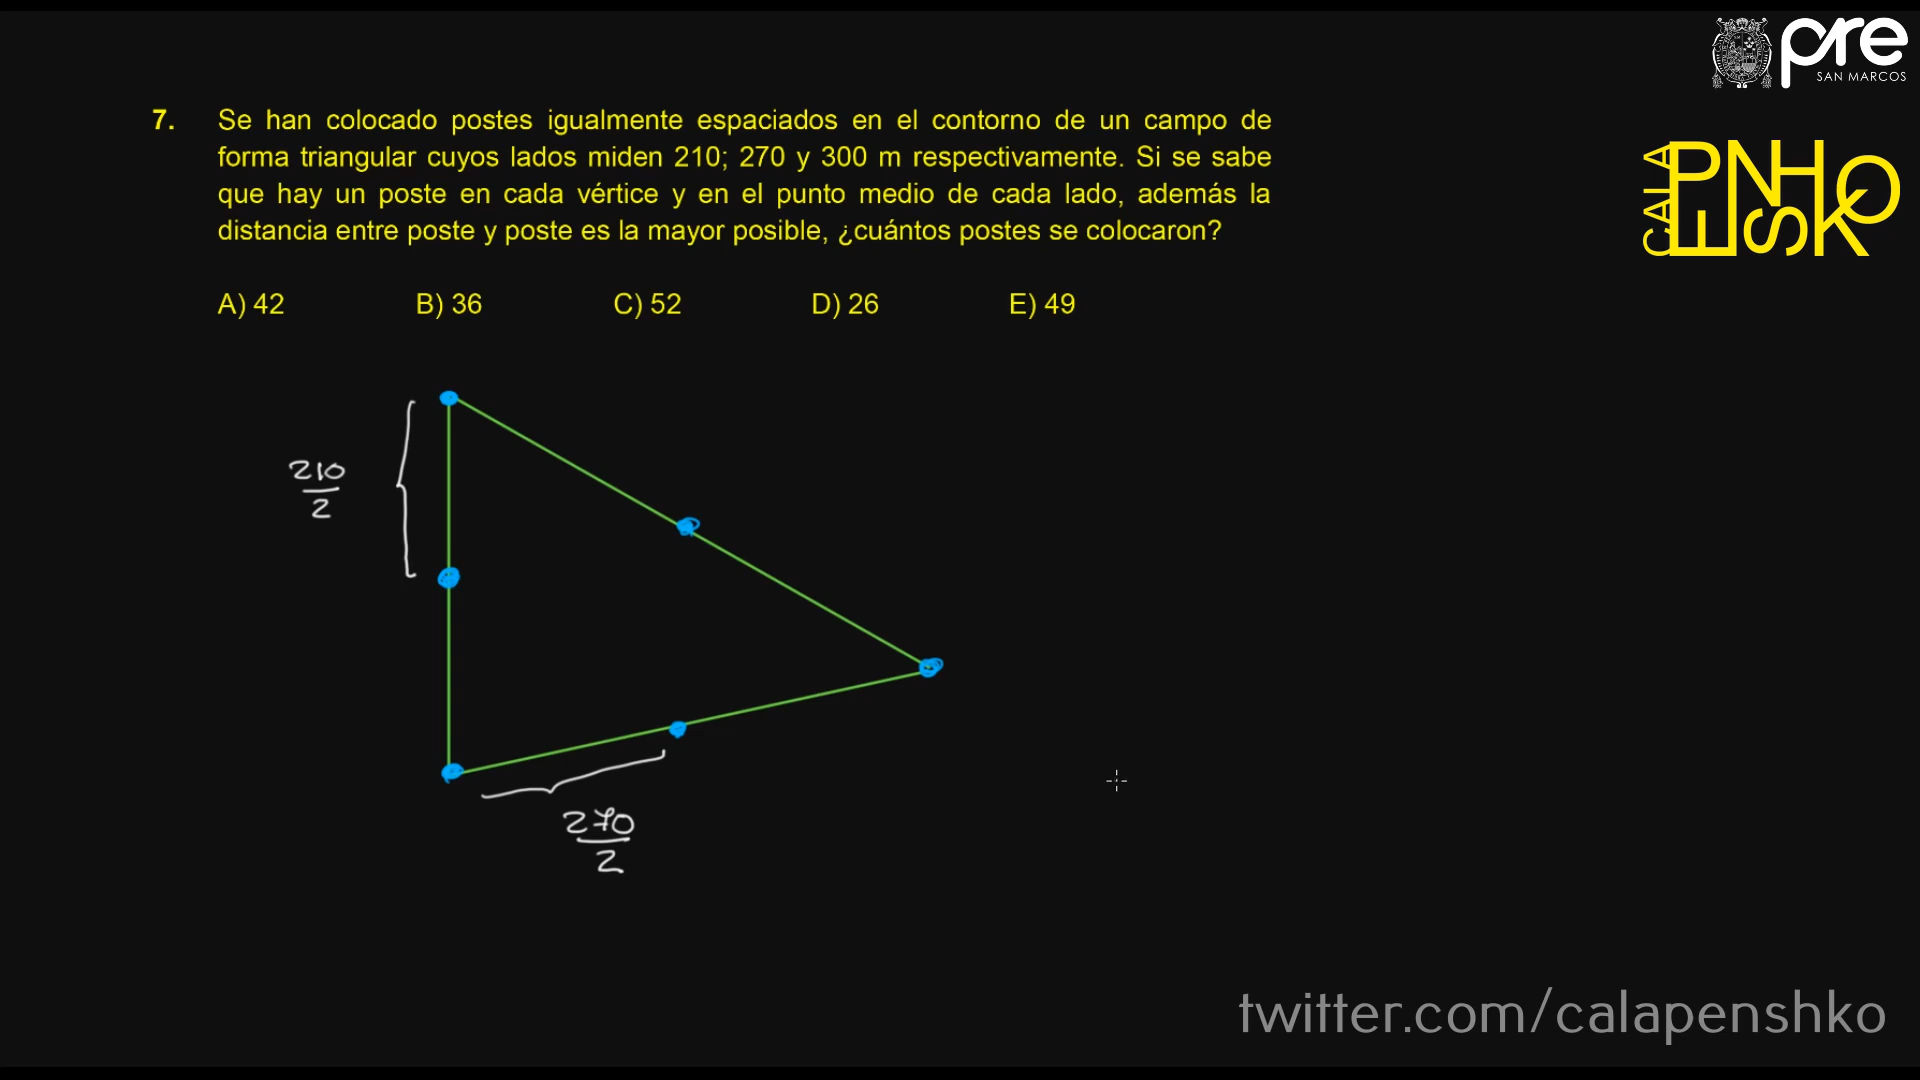 pre
SAN MARCOS
CALA
PENSHKO
7. Se han colocado postes igualmente espaciados en el contorno de un campo de
forma triangular cuyos lados miden 210; 270 y 300 m respectivamente. Si se sabe
que hay un poste en cada vértice y en el punto medio de cada lado, además la
distancia entre poste y poste es la mayor posible, ¿cuántos postes se colocaron?
A) 42 B) 36 C) 52 D) 26 E) 49
210
2
270
2
twitter.com/calapenshko